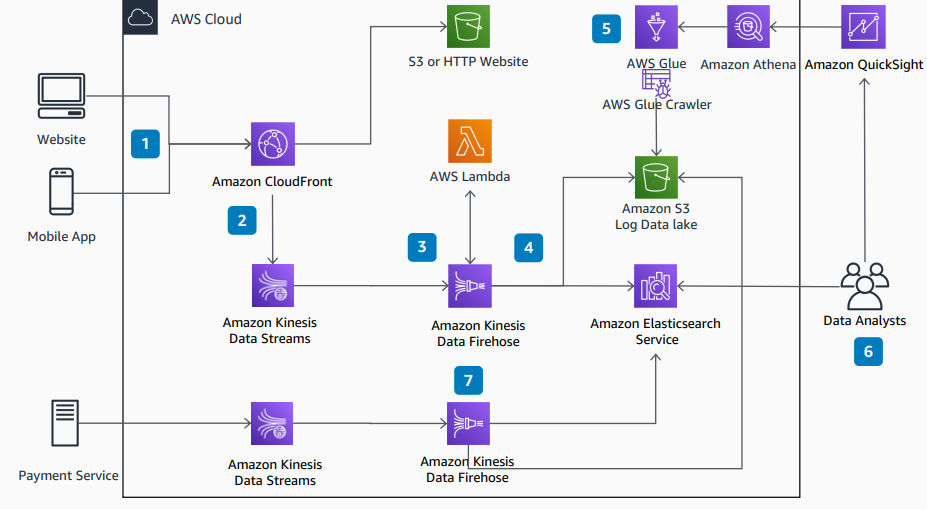 AWS Cloud
S3 or HTTP Website
5
AWS Glue
Amazon Athena
Amazon QuickSight
AWS Glue Crawler
Website
1
Amazon CloudFront
AWS Lambda
Mobile App
2
3
4
Amazon S3
Log Data lake
Amazon Kinesis
Data Streams
Amazon Kinesis
Data Firehose
Amazon Elasticsearch
Service
Data Analysts
6
7
Payment Service
Amazon Kinesis
Data Streams
Amazon Kinesis
Data Firehose